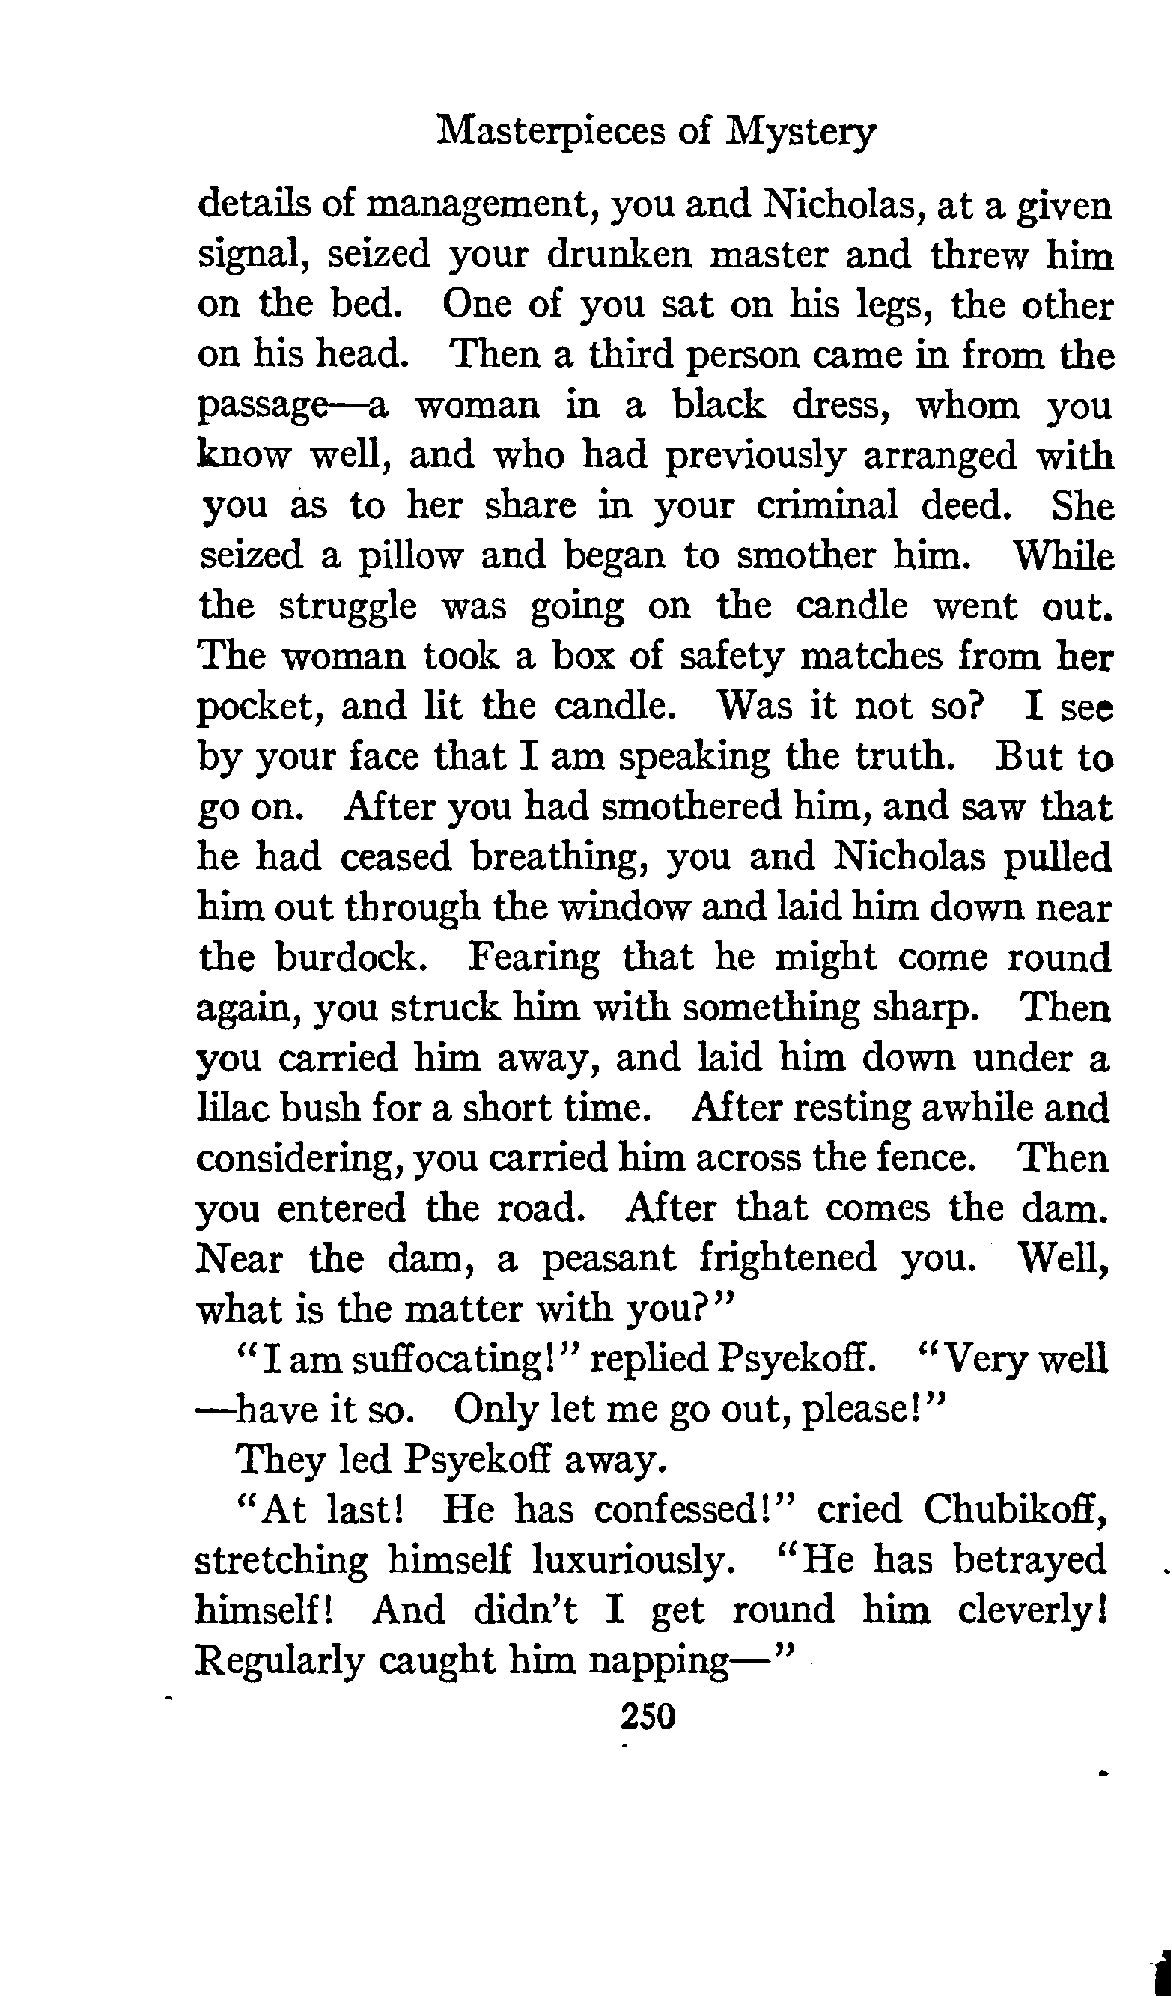 Masterpieces of Mystery
details of management, you and Nicholas, at a given
signal, seized your drunken master and threw him
on the bed. One of you sat on his legs, the other
on his head. Then a third person came in from the
passage—a woman in a black dress, whom you
know well, and who had previously arranged with
you as to her share in your criminal deed. She
seized a pillow and began to smother him. While
the struggle was going on the candle went out.
The woman took a box of safety matches from her
pocket, and lit the candle. Was it not so? I see
by your face that I am speaking the truth. But to
go on. After you had smothered him, and saw that
he had ceased breathing, you and Nicholas pulled
him out through the window and laid him down near
the burdock. Fearing that he might come round
again, you struck him with something sharp. Then
you carried him away, and laid him down under a
lilac bush for a short time. After resting awhile and
considering, you carried him across the fence. Then
you entered the road. After that comes the dam.
Near the dam, a peasant frightened you. Well,
what is the matter with you?"
"I am suffocating!" replied Psyekoff. "Very well
—have it so. Only let me go out, please!"
They led Psyekoff away.
"At last! He has confessed!" cried Chubikoff,
stretching himself luxuriously. "He has betrayed
himself! And didn't I get round him cleverly!
Regularly caught him napping—"
250